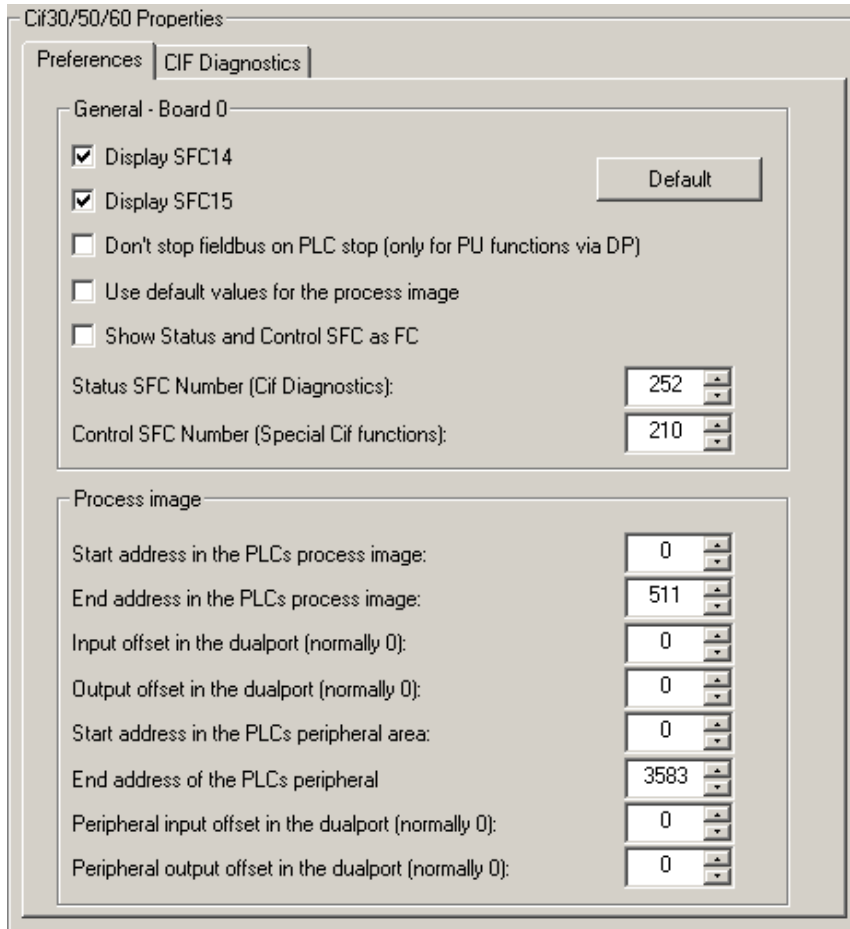 Cif30/50/60 Properties
Preferences CIF Diagnostics
General - Board 0
Display SFC14
Default
Display SFC15
Don't stop fieldbus on PLC stop (only for PU functions via DP)
Use default values for the process image
Show Status and Control SFC as FC
Status SFC Number (Cif Diagnostics): 252
Control SFC Number (Special Cif functions): 210
Process image
Start address in the PLCs process image: 0
End address in the PLCs process image: 511
Input offset in the dualport (normally 0): 0
Output offset in the dualport (normally 0): 0
Start address in the PLCs peripheral area: 0
End address of the PLCs peripheral 3583
Peripheral input offset in the dualport (normally 0): 0
Peripheral output offset in the dualport (normally 0): 0